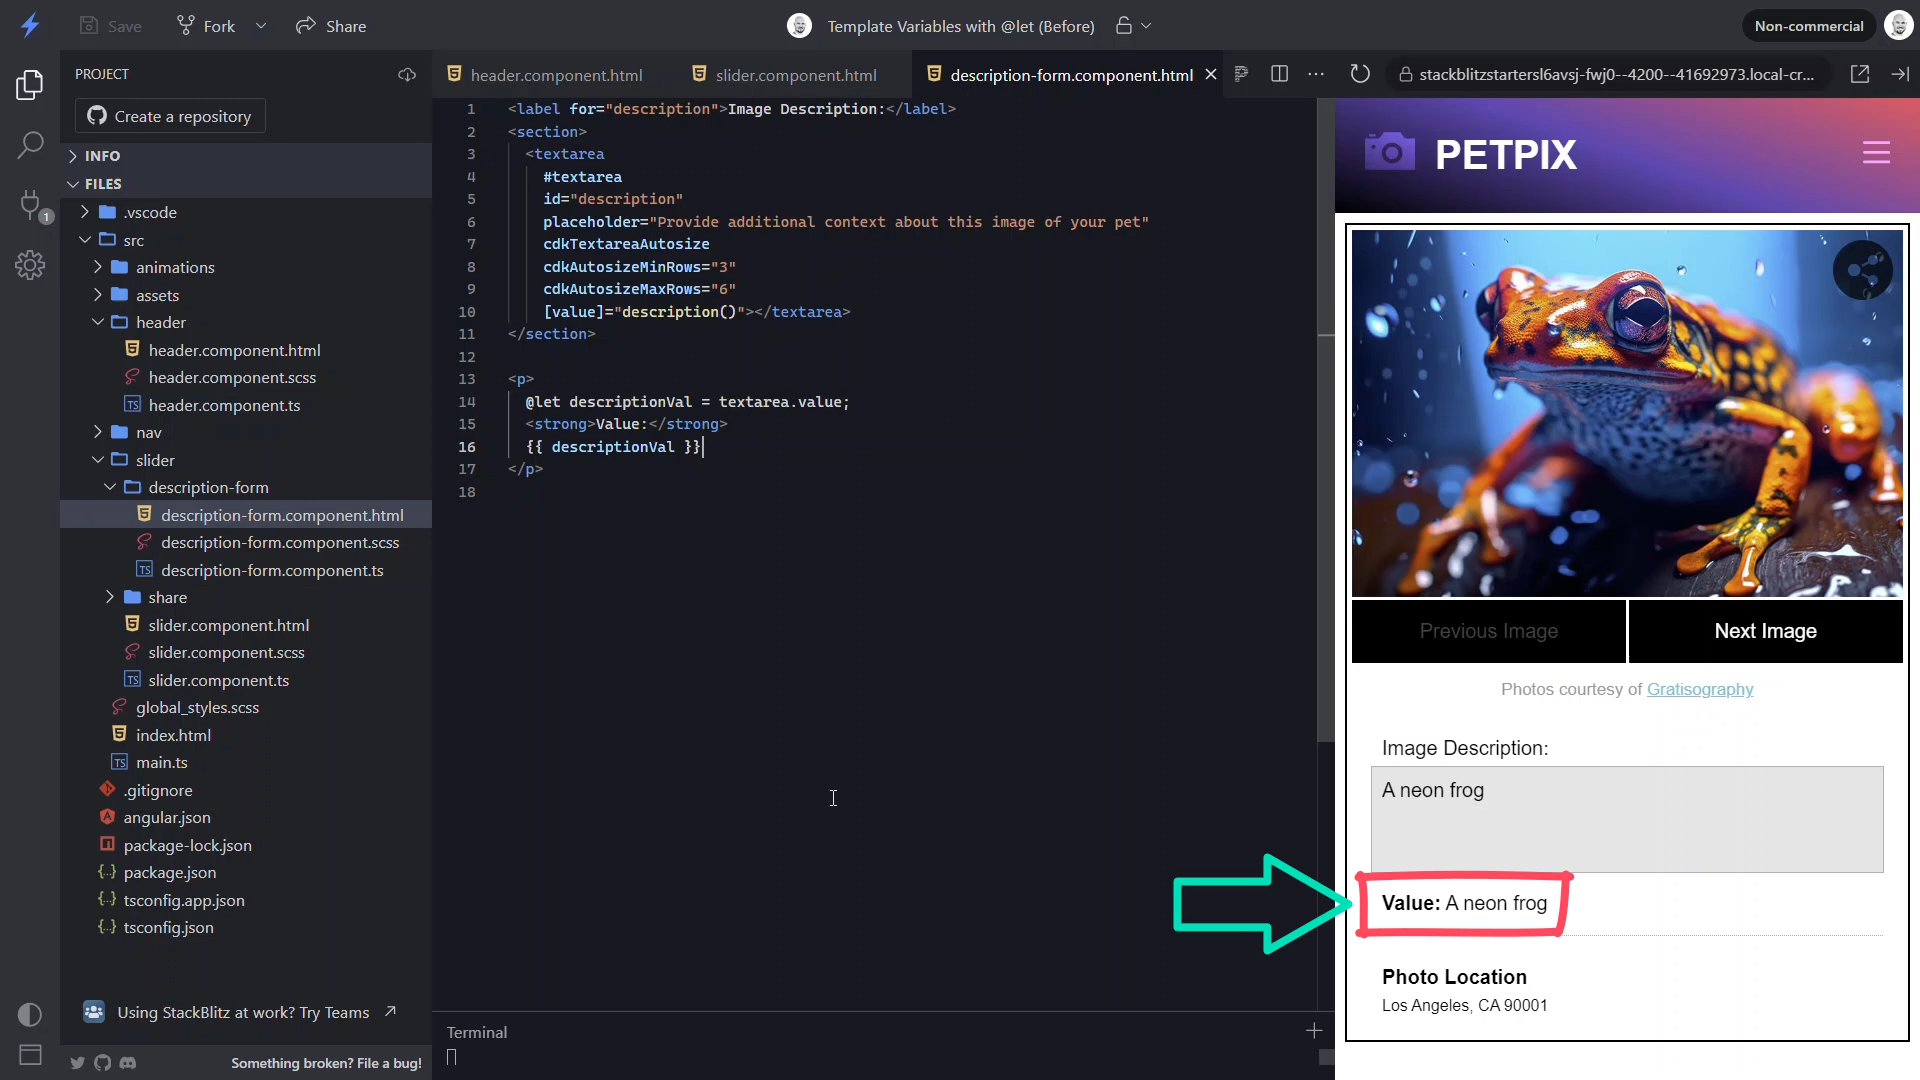 Save
Fork
Share
Template Variables with @let (Before)
Non-commercial
PROJECT
Create a repository
INFO
FILES
.vscode
src
animations
assets
header
header.component.html
header.component.scss
header.component.ts
nav
slider
description-form
description-form.component.html
description-form.component.scss
description-form.component.ts
share
slider.component.html
slider.component.scss
slider.component.ts
global_styles.scss
index.html
main.ts
.gitignore
angular.json
package-lock.json
package.json
tsconfig.app.json
tsconfig.json
Using StackBlitz at work? Try Teams
Something broken? File a bug!
1
header.component.html
slider.component.html
description-form.component.html
1 <label for="description">Image Description:</label>
2 <section>
3 <textarea
4 #textarea
5 id="description"
6 placeholder="Provide additional context about this image of your pet"
7 cdkTextareaAutosize
8 cdkAutosizeMinRows="3"
9 cdkAutosizeMaxRows="6"
10 [value]="description()"></textarea>
11 </section>
12
13 <p>
14 @let descriptionVal = textarea.value;
15 <strong>Value:</strong>
16 {{ descriptionVal }}
17 </p>
18
Terminal
stackblitzstartersl6avsj-fwj0--4200--41692973.local-cr...
PETPIX
Previous Image
Next Image
Photos courtesy of Gratisography
Image Description:
A neon frog
Value: A neon frog
Photo Location
Los Angeles, CA 90001